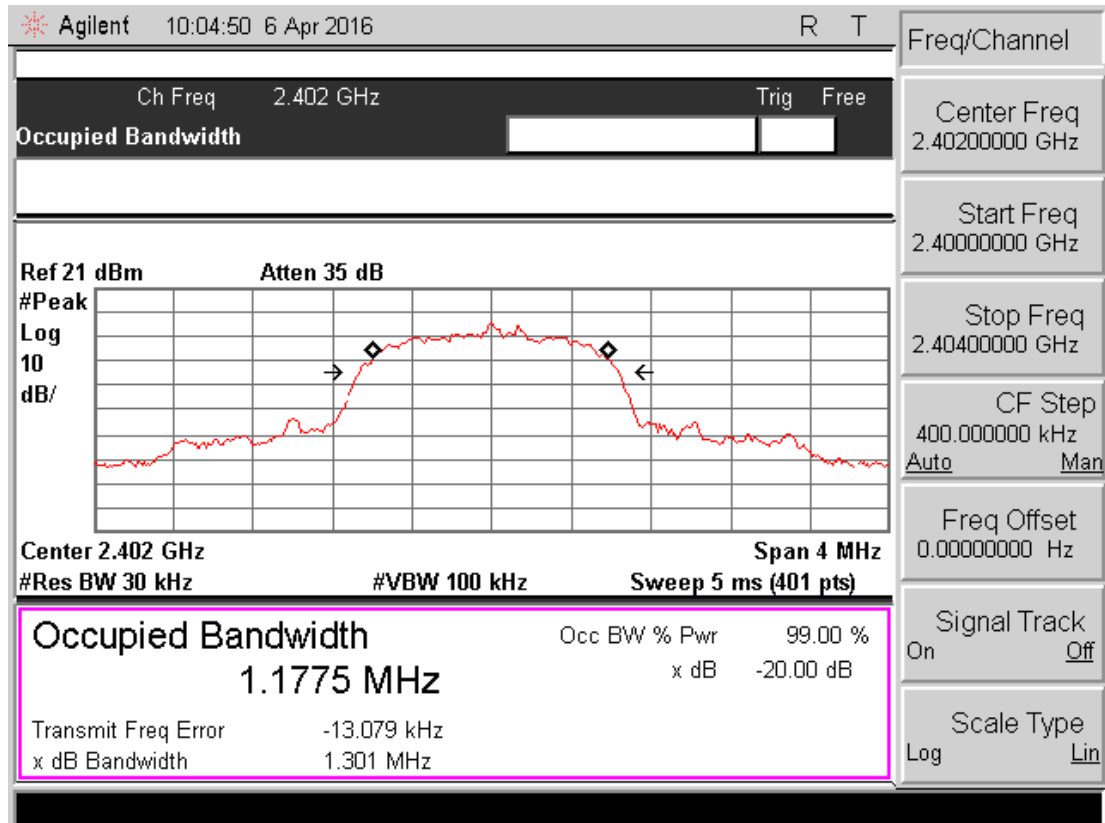 Agilent 10:04:50 6 Apr 2016 R T
Ch Freq 2.402 GHz Trig Free
Occupied Bandwidth
Ref 21 dBm Atten 35 dB
#Peak
Log
10
dB/
Center 2.402 GHz Span 4 MHz
#Res BW 30 kHz #VBW 100 kHz Sweep 5 ms (401 pts)
Occupied Bandwidth
1.1775 MHz
Occ BW % Pwr 99.00 %
x dB -20.00 dB
Transmit Freq Error -13.079 kHz
x dB Bandwidth 1.301 MHz
Freq/Channel
Center Freq
2.40200000 GHz
Start Freq
2.40000000 GHz
Stop Freq
2.40400000 GHz
CF Step
400.000000 kHz
Auto Man
Freq Offset
0.00000000 Hz
Signal Track
On Off
Scale Type
Log Lin